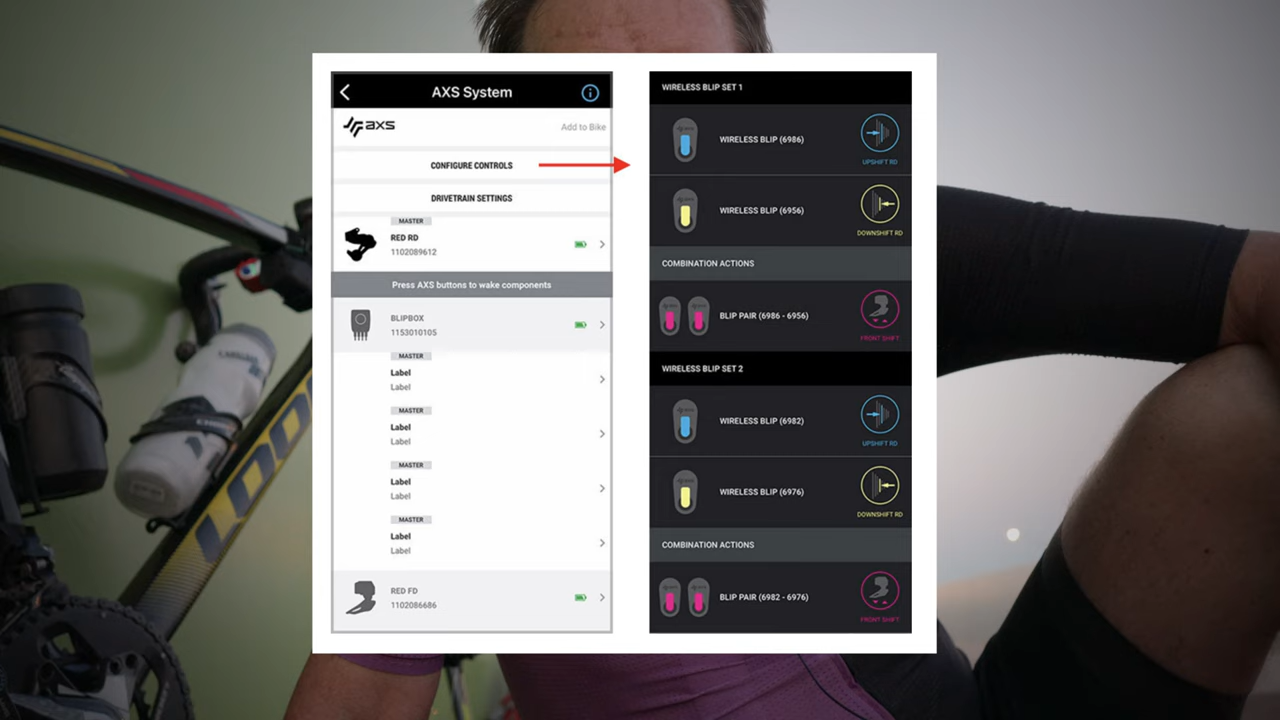 AXS System
axs
Add to Bike
CONFIGURE CONTROLS
DRIVETRAIN SETTINGS
MASTER
RED RD
1102089612
Press AXS buttons to wake components
BLIPBOX
1153010105
MASTER
Label
Label
MASTER
Label
Label
MASTER
Label
Label
MASTER
Label
Label
RED FD
1102086686
WIRELESS BLIP SET 1
WIRELESS BLIP (6986)
UPSHIFT RD
WIRELESS BLIP (6956)
DOWNSHIFT RD
COMBINATION ACTIONS
BLIP PAIR (6986 - 6956)
FRONT SHIFT
WIRELESS BLIP SET 2
WIRELESS BLIP (6982)
UPSHIFT RD
WIRELESS BLIP (6976)
DOWNSHIFT RD
COMBINATION ACTIONS
BLIP PAIR (6982 - 6976)
FRONT SHIFT